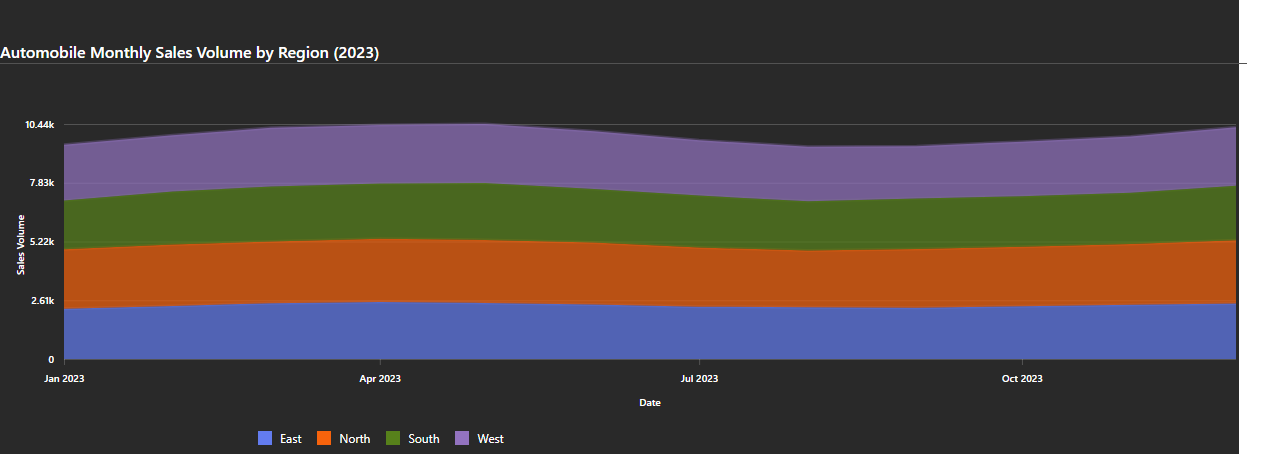 Automobile Monthly Sales Volume by Region (2023)
10.44k
7.83k
5.22k
2.61k
0
Sales Volume
Jan 2023 Apr 2023 Jul 2023 Oct 2023
Date
East North South West